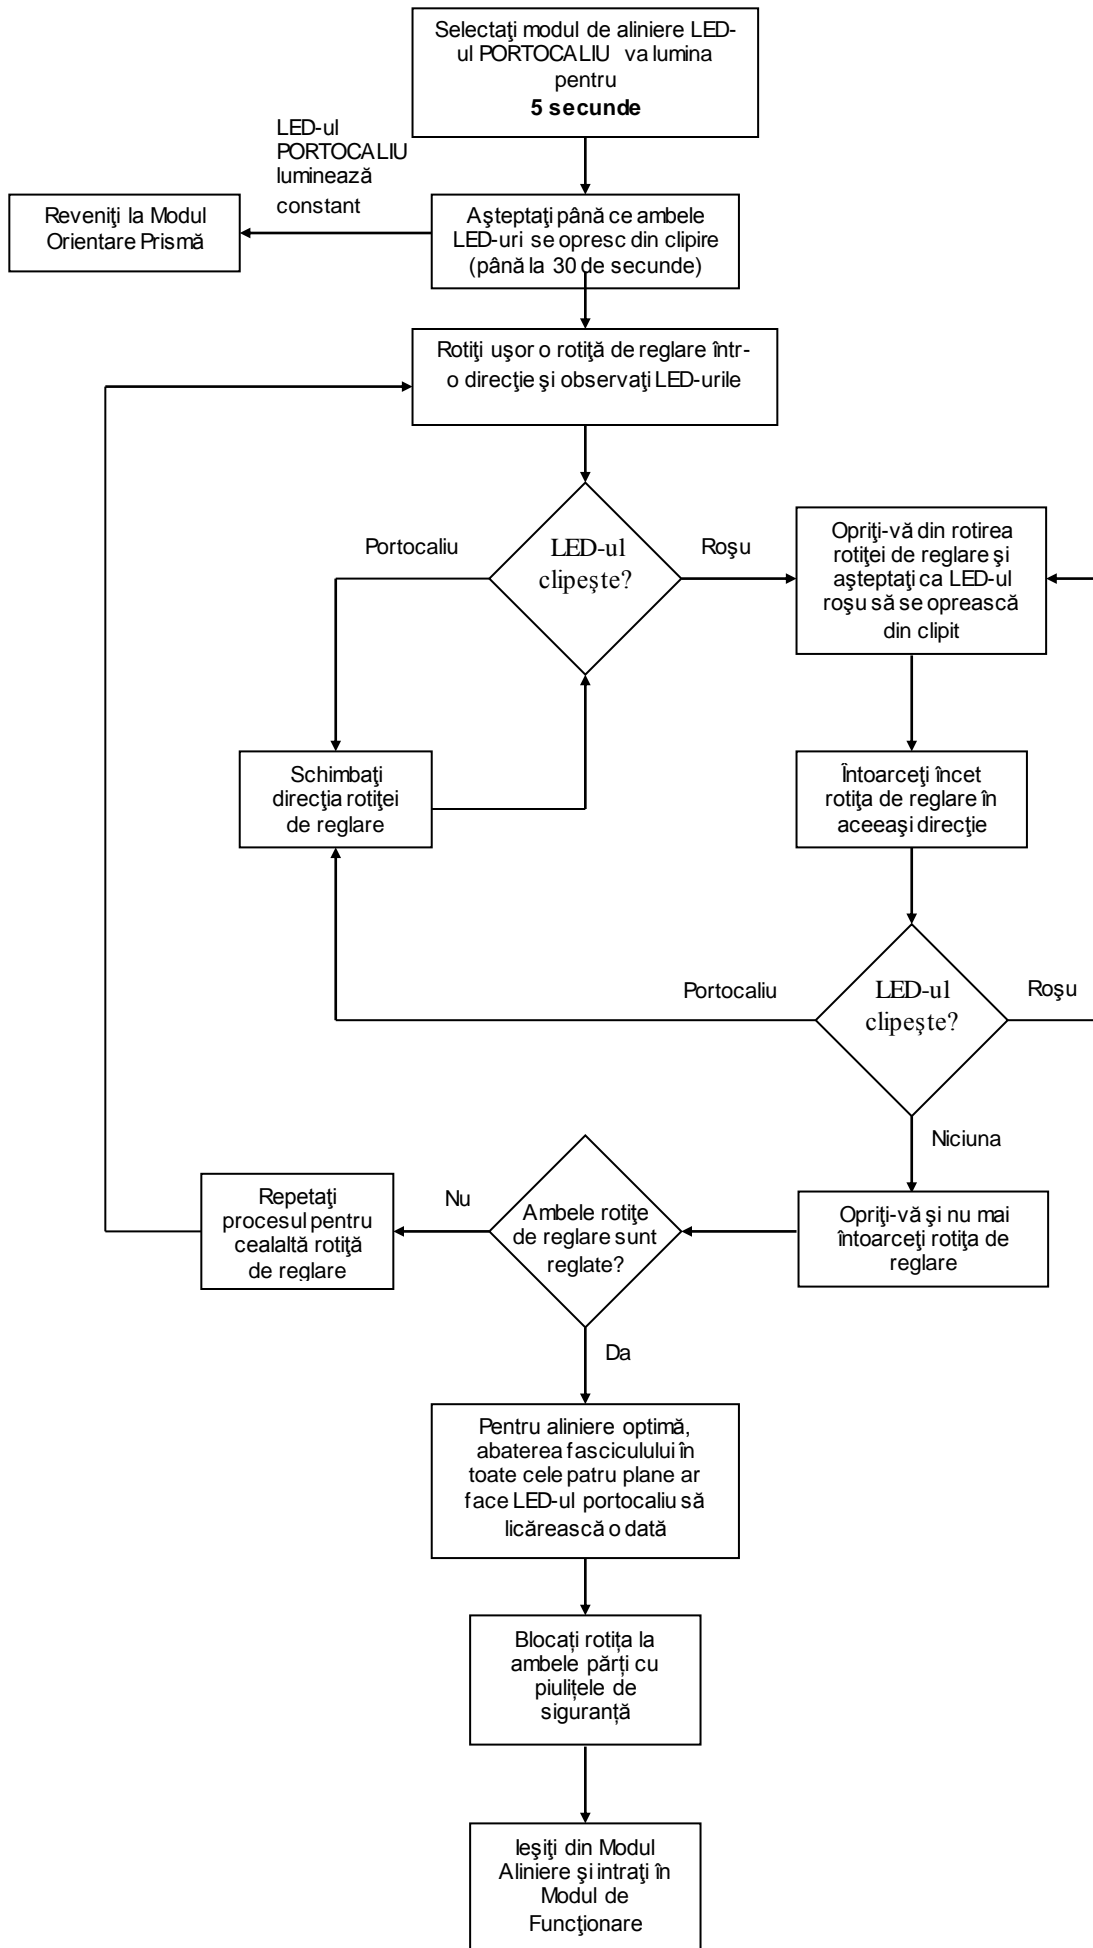 Selectaţi modul de aliniere LED-
ul PORTOCALIU va lumina
pentru
5 secunde
LED-ul
PORTOCALIU
luminează
constant
Reveniţi la Modul
Orientare Prismă
Aşteptaţi până ce ambele
LED-uri se opresc din clipire
(până la 30 de secunde)
Rotiţi uşor o rotiţă de reglare într-
o direcţie şi observaţi LED-urile
Portocaliu
LED-ul
clipeşte?
Roşu
Opriţi-vă din rotirea
rotiţei de reglare şi
aşteptaţi ca LED-ul
roşu să se oprească
din clipit
Schimbaţi
direcţia rotiţei
de reglare
Întoarceţi încet
rotiţa de reglare în
aceeaşi direcţie
Portocaliu
LED-ul
clipeşte?
Roşu
Niciuna
Repetaţi
procesul pentru
cealaltă rotiţă
de reglare
Nu
Ambele rotiţe
de reglare sunt
reglate?
Opriţi-vă şi nu mai
întoarceţi rotiţa de
reglare
Da
Pentru aliniere optimă,
abaterea fasciculului în
toate cele patru plane ar
face LED-ul portocaliu să
licărească o dată
Blocați rotița la
ambele părți cu
piulițele de
siguranță
Ieşiţi din Modul
Aliniere şi intraţi în
Modul de
Funcţionare